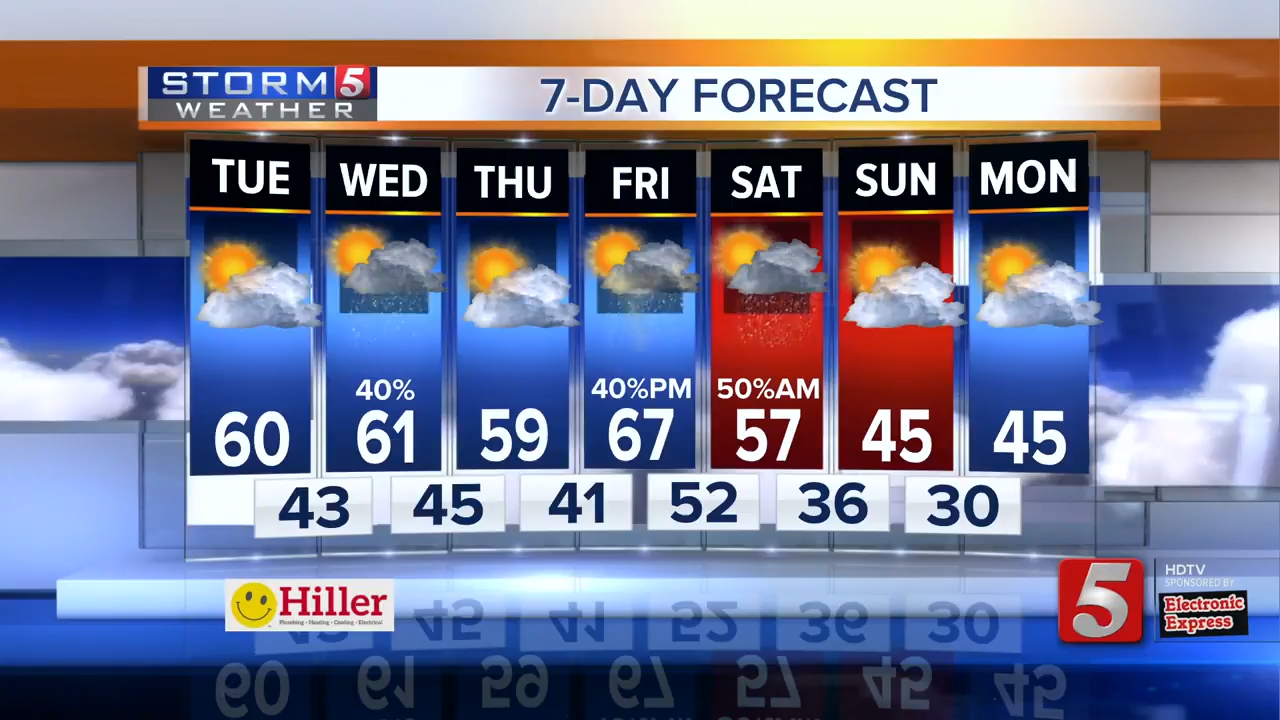 STORM 5
WEATHER
7-DAY FORECAST
TUE WED THU FRI SAT SUN MON
40% 40%PM 50%AM
60 61 59 67 57 45 45
43 45 41 52 36 30
Hiller
Plumbing • Heating • Cooling • Electrical
5
HDTV
SPONSORED BY
Electronic
Express